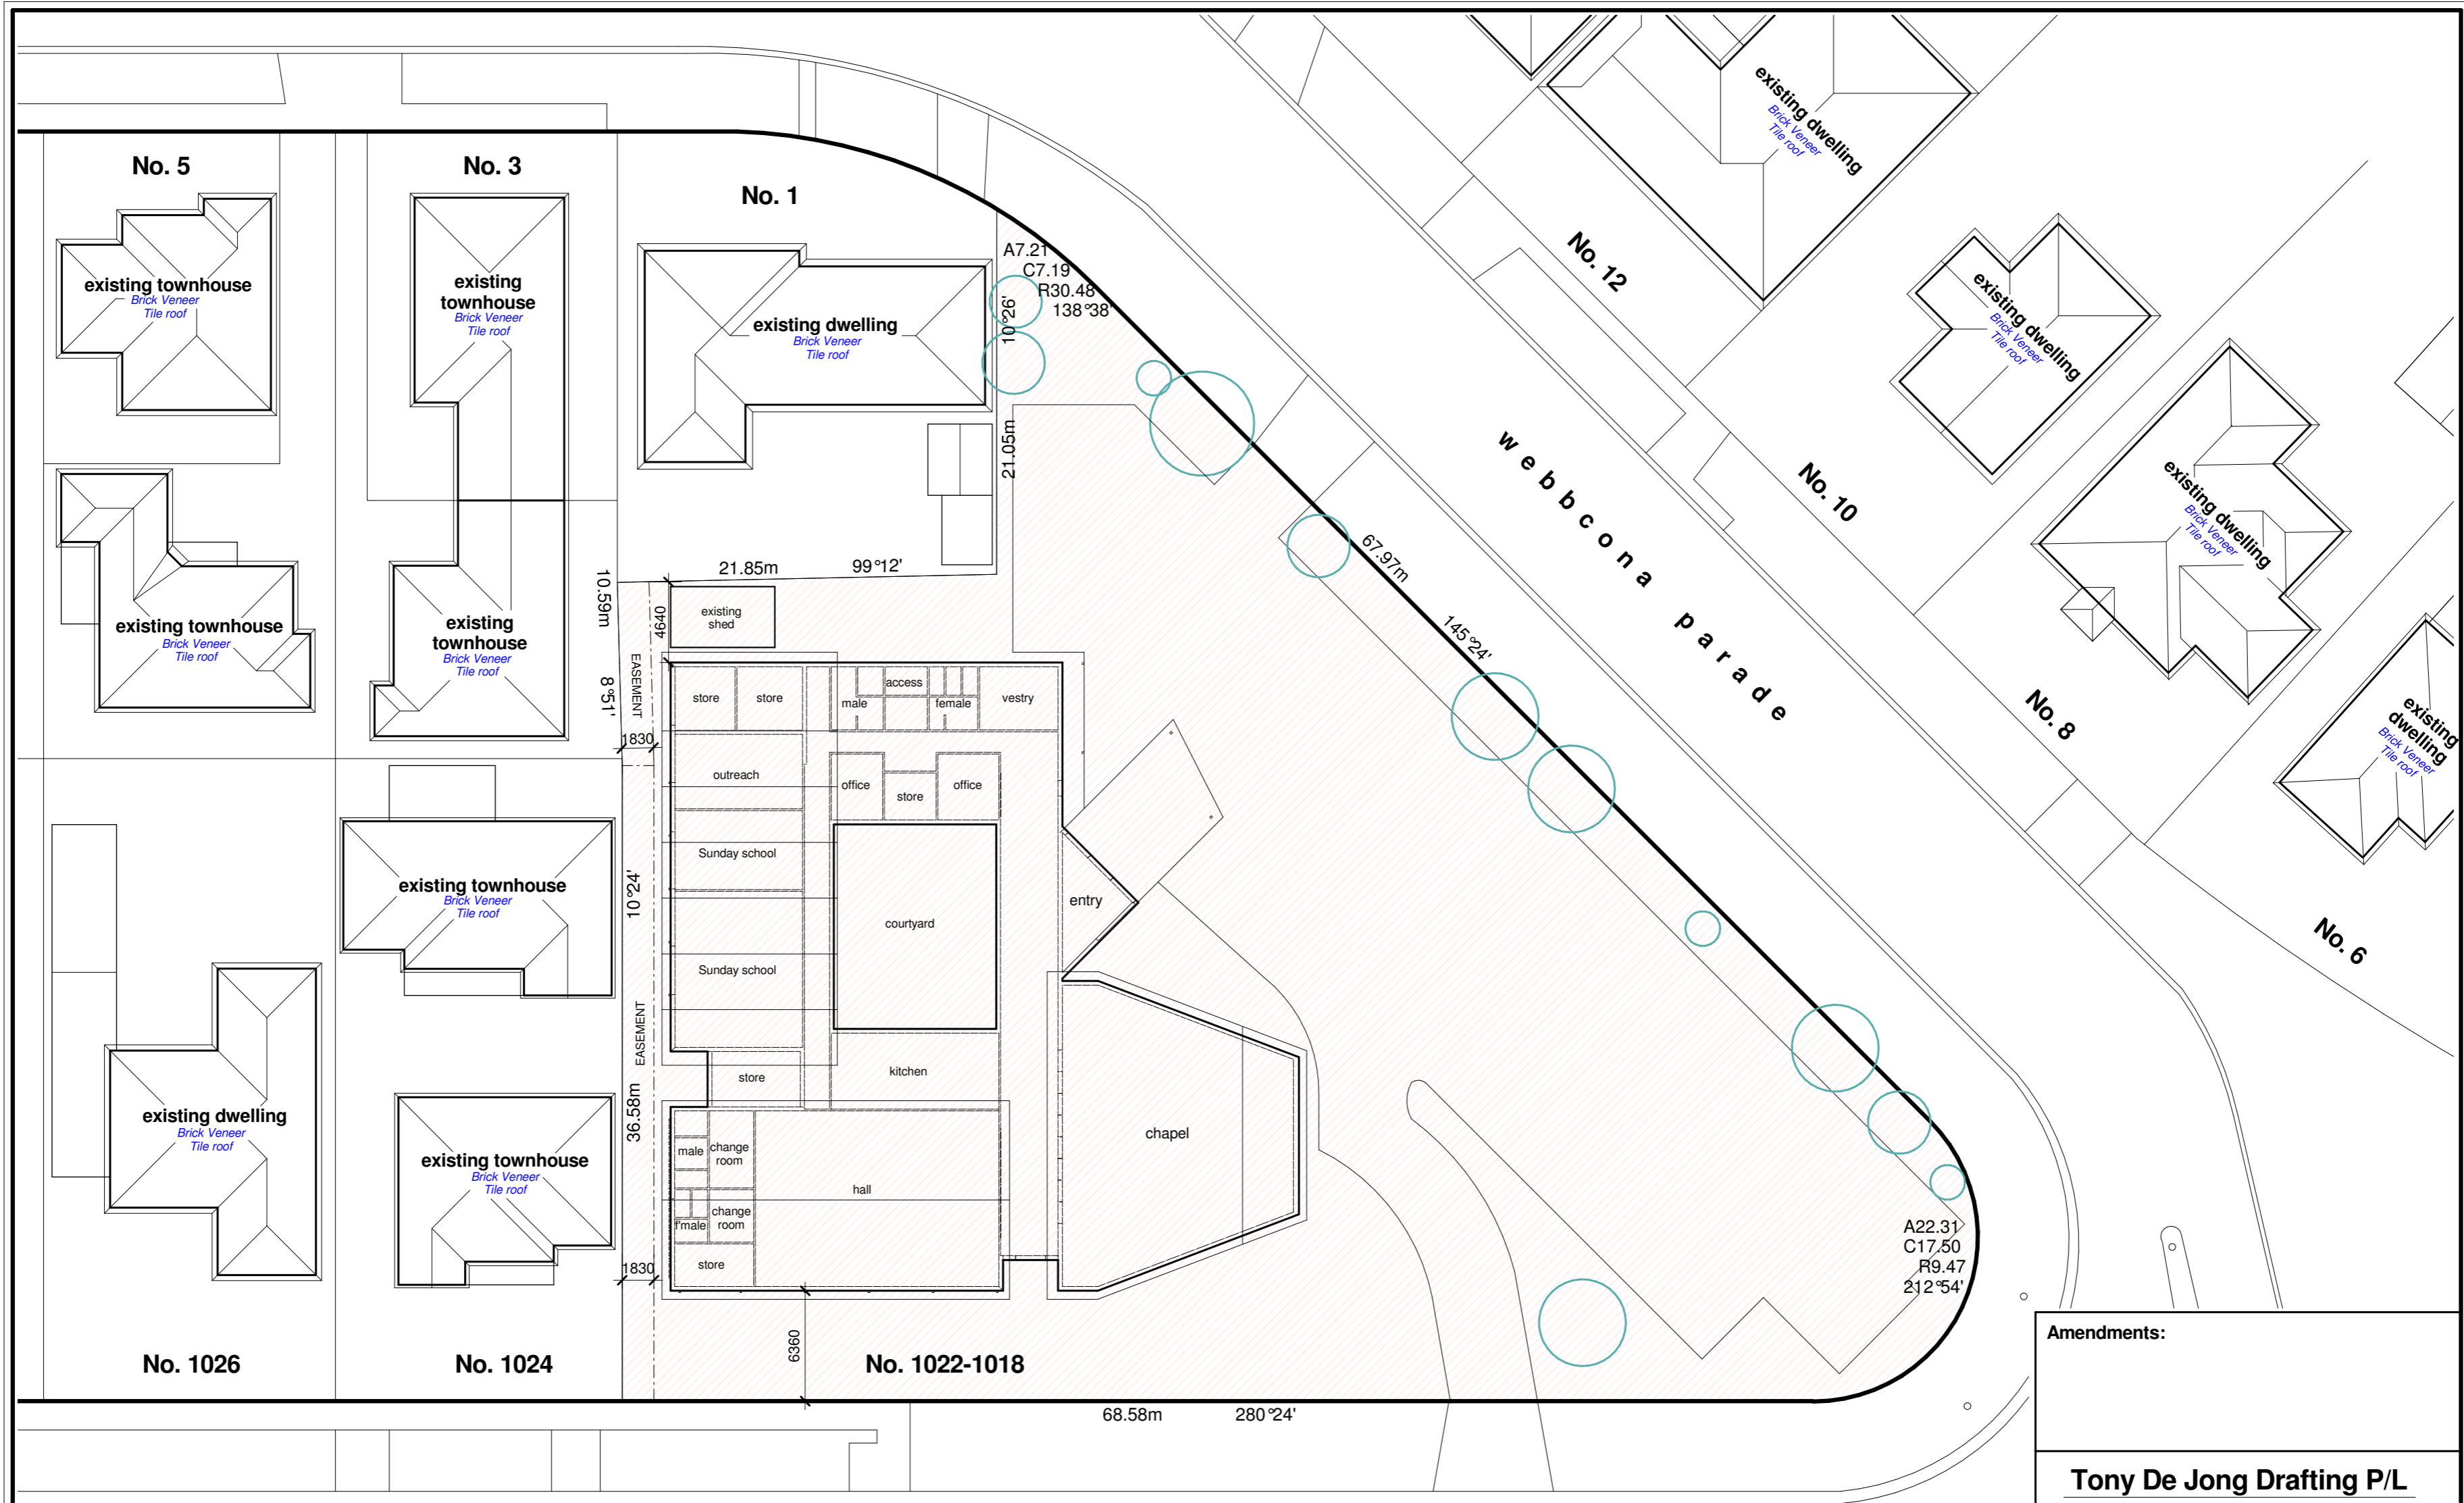 No. 5
No. 3
No. 1
existing townhouse
Brick Veneer
Tile roof
existing
townhouse
Brick Veneer
Tile roof
existing dwelling
Brick Veneer
Tile roof
A7.21
C7.19
R30.48
138°38'
10°26'
21.05m
existing dwelling
Brick Veneer
Tile roof
No. 12
existing dwelling
Brick Veneer
Tile roof
No. 10
existing dwelling
Brick Veneer
Tile roof
No. 8
existing
dwelling
Brick Veneer
Tile roof
No. 6
webbcona parade
67.97m
145°24'
existing townhouse
Brick Veneer
Tile roof
existing
townhouse
Brick Veneer
Tile roof
10.59m
8°51'
21.85m
99°12'
4640
EASEMENT
1830
existing
shed
store
store
male
access
female
vestry
outreach
office
store
office
Sunday school
courtyard
entry
Sunday school
store
kitchen
chapel
male
change
room
hall
f'male
change
room
store
existing townhouse
Brick Veneer
Tile roof
10°24'
EASEMENT
36.58m
existing dwelling
Brick Veneer
Tile roof
existing townhouse
Brick Veneer
Tile roof
1830
6360
A22.31
C17.50
R9.47
212°54'
No. 1026
No. 1024
No. 1022-1018
68.58m
280°24'
Amendments:
Tony De Jong Drafting P/L